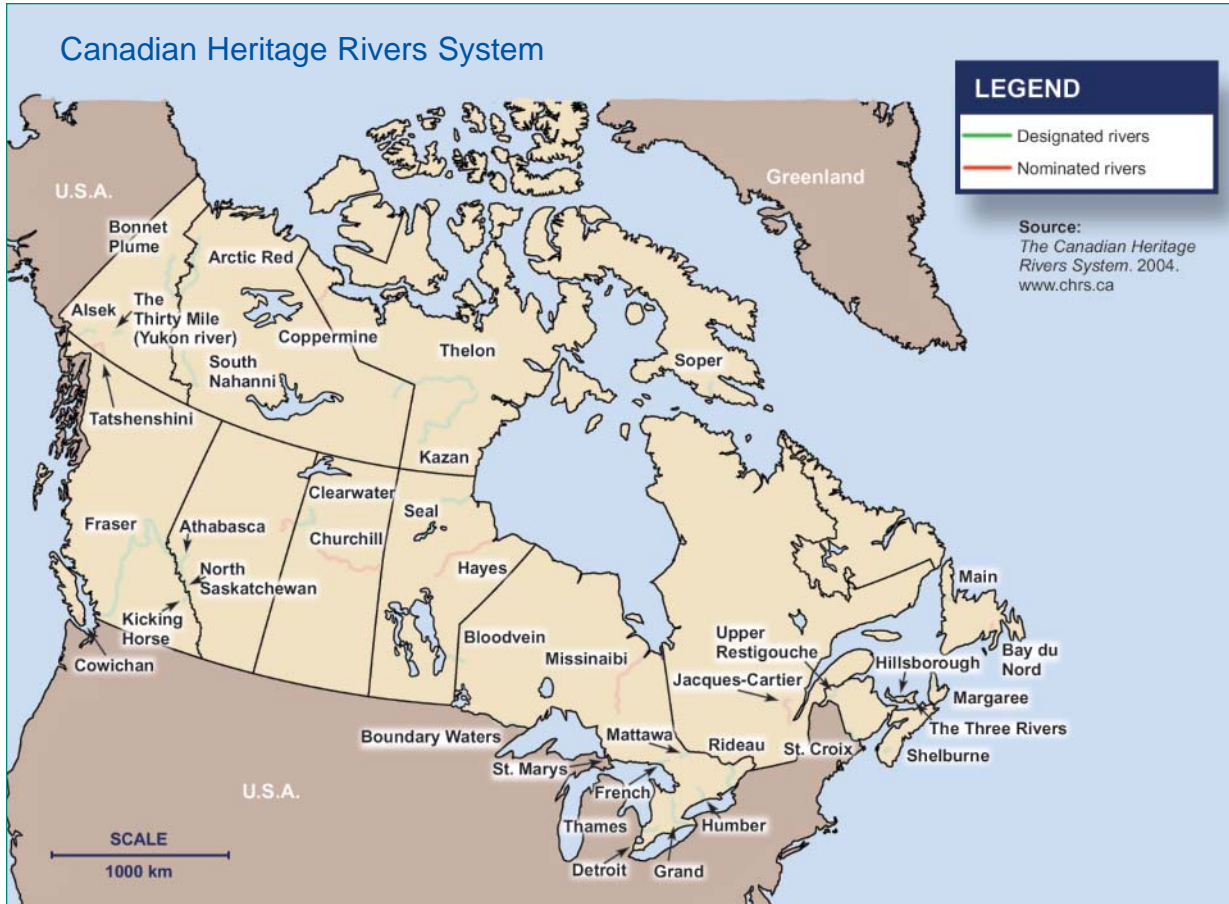 Canadian Heritage Rivers System
LEGEND
Designated rivers
Nominated rivers
Source:
The Canadian Heritage
Rivers System. 2004.
www.chrs.ca
U.S.A.
Greenland
Bonnet
Plume
Arctic Red
Alsek
The
Thirty Mile
(Yukon river)
Coppermine
Thelon
Soper
South
Nahanni
Tatshenshini
Kazan
Clearwater
Seal
Fraser
Athabasca
Churchill
North
Saskatchewan
Hayes
Kicking
Horse
Cowichan
Bloodvein
Missinaibi
Upper
Restigouche
Jacques-Cartier
Main
Hillsborough
Bay du
Nord
Margaree
The Three Rivers
Shelburne
Boundary Waters
Mattawa
Rideau
St. Croix
St. Marys
French
U.S.A.
Thames
Humber
Detroit
Grand
SCALE
1000 km